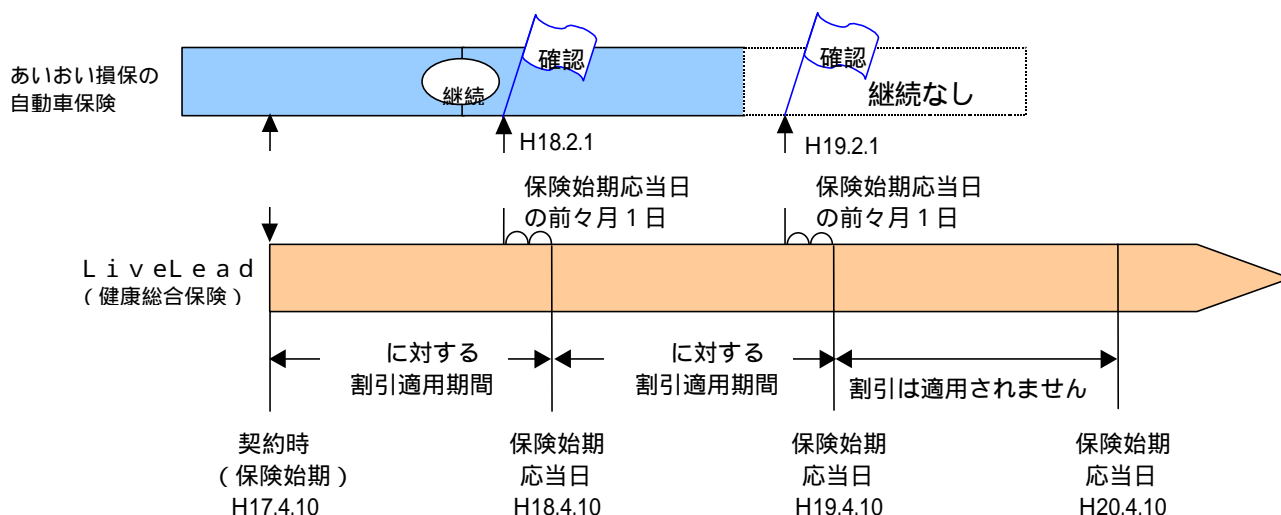 あいおい損保の
自動車保険
継続
確認
確認
継続なし
H18.2.1
保険始期応当日
の前々月１日
H19.2.1
保険始期応当日
の前々月１日
ＬｉｖeＬｅａｄ
（健康総合保険）
に対する
割引適用期間
に対する
割引適用期間
割引は適用されません
契約時
（保険始期）
H17.4.10
保険始期
応当日
H18.4.10
保険始期
応当日
H19.4.10
保険始期
応当日
H20.4.10